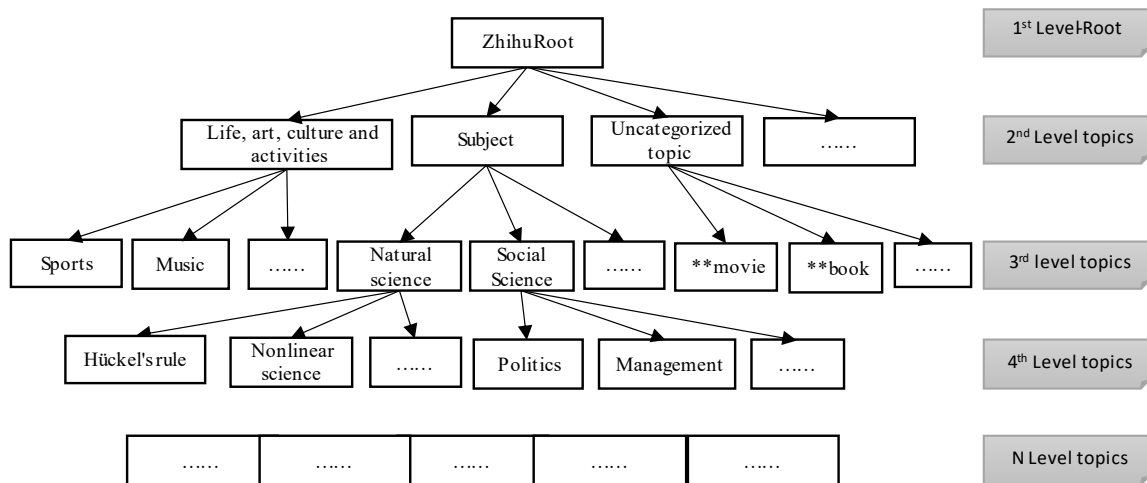 1st Level-Root
ZhihuRoot
Life, art, culture and
activities
Subject
Uncategorized
topic
……
2nd Level topics
Sports
Music
……
Natural
science
Social
Science
……
**movie
**book
……
3rd level topics
Hückel's rule
Nonlinear
science
……
Politics
Management
……
4th Level topics
……
……
……
……
……
N Level topics